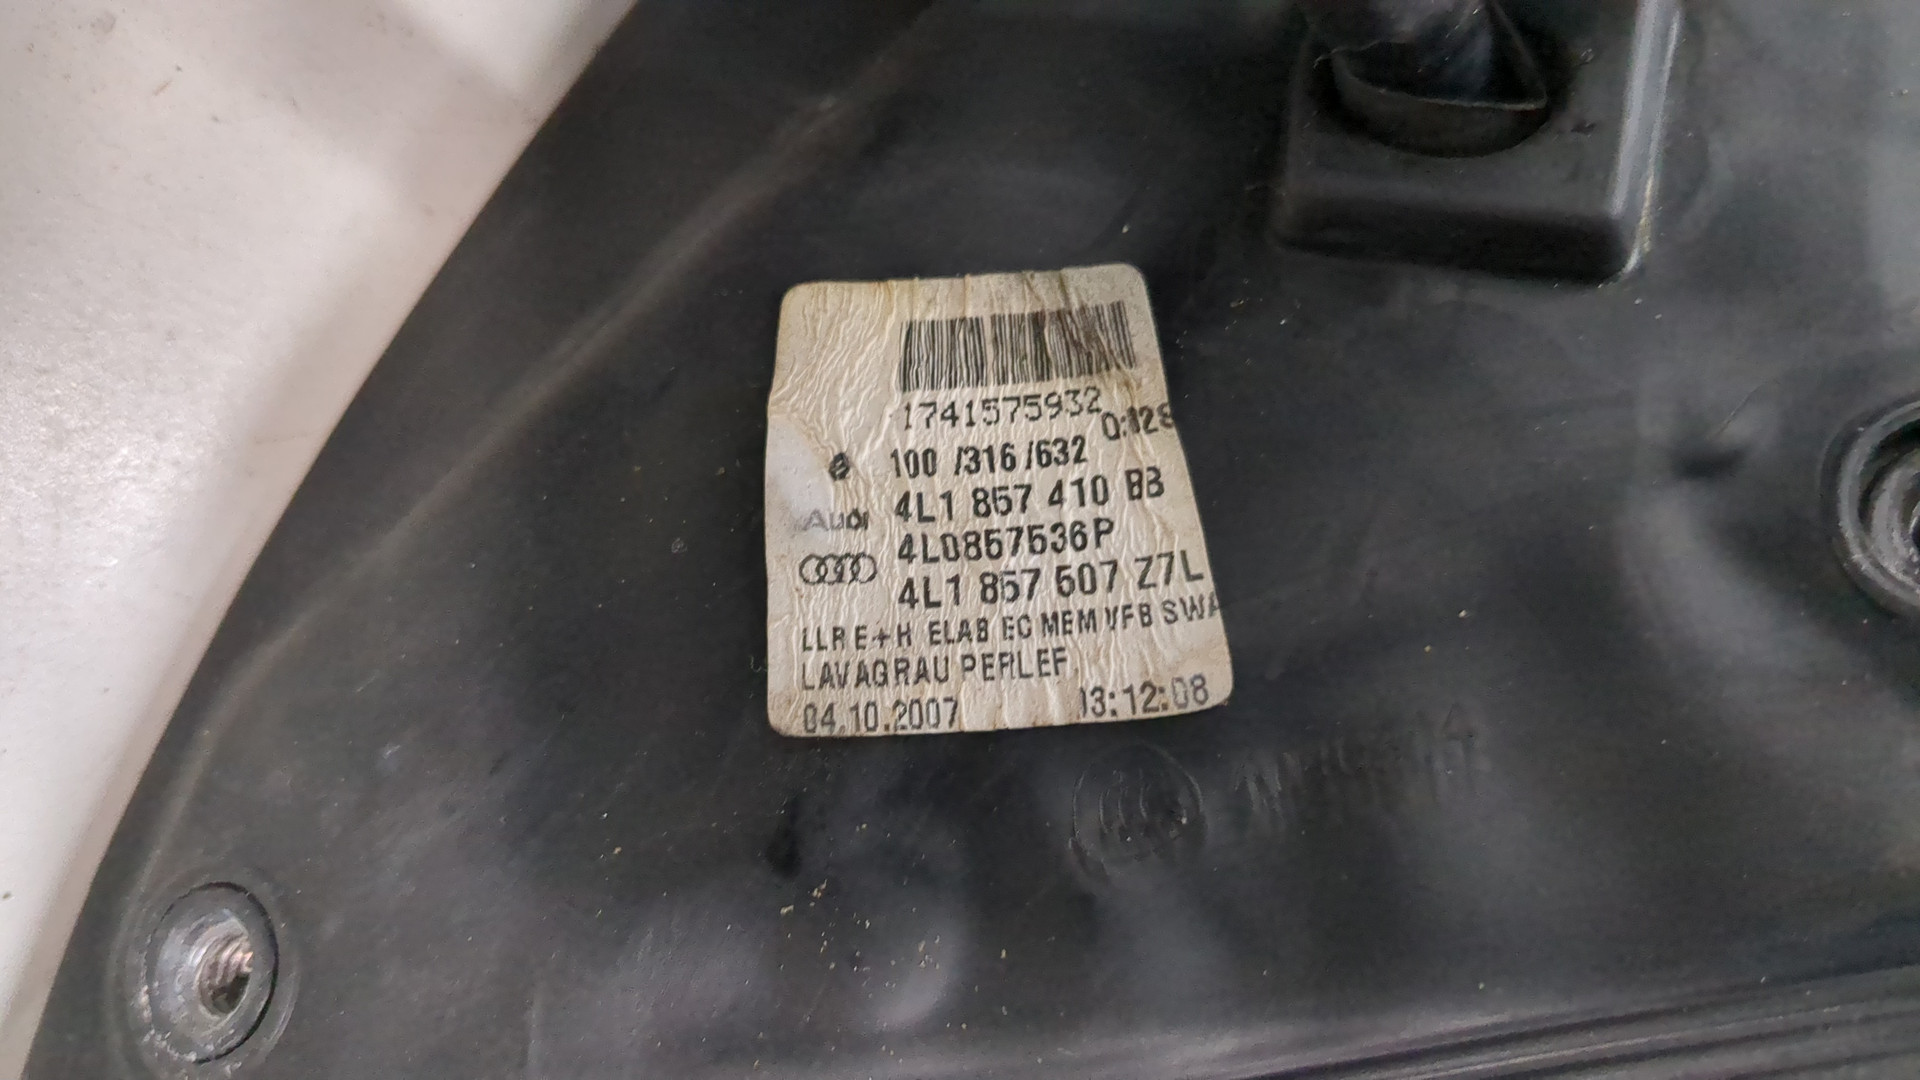 1741575932
0:128
100 /316 /632
4L1 857 410 BB
Audi
4L0857536P
4L1 857 507 Z7L
LLR E+H ELAB EC MEM VFB SWA
LAVAGRAU PERLEF
04.10.2007 13:12:08